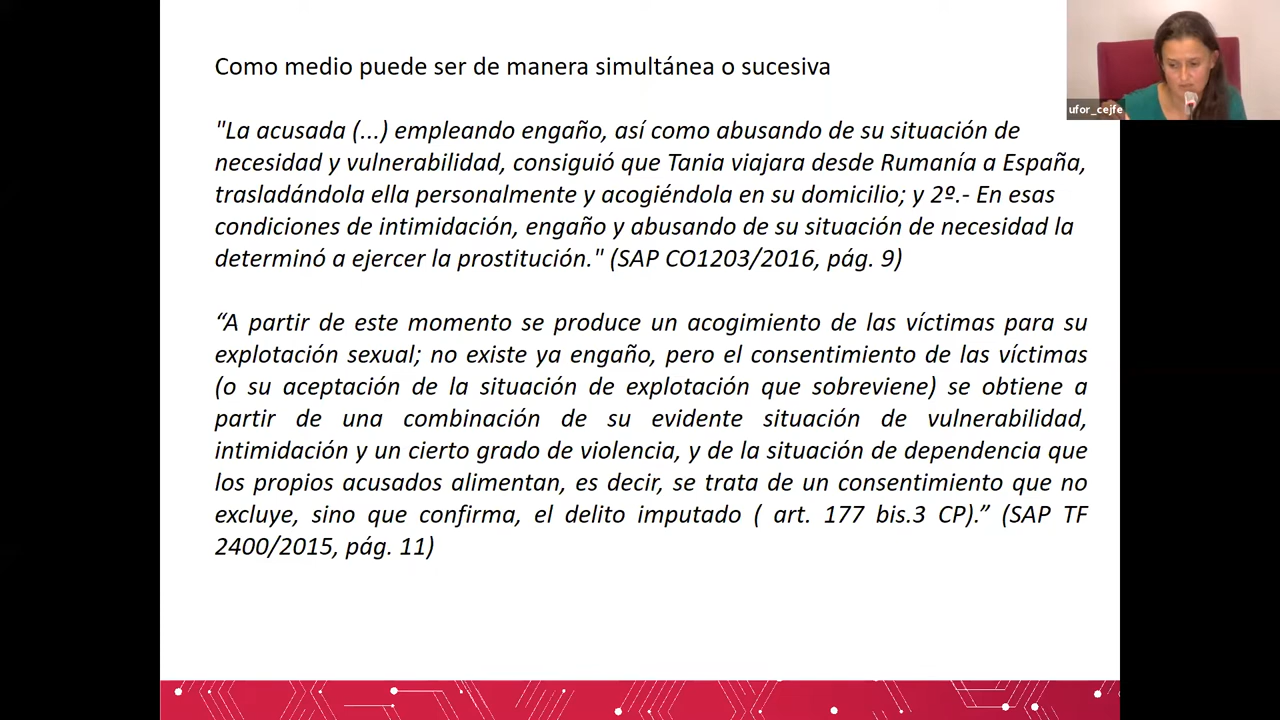 Como medio puede ser de manera simultánea o sucesiva
"La acusada (...) empleando engaño, así como abusando de su situación de
necesidad y vulnerabilidad, consiguió que Tania viajara desde Rumanía a España,
trasladándola ella personalmente y acogiéndola en su domicilio; y 2º.- En esas
condiciones de intimidación, engaño y abusando de su situación de necesidad la
determinó a ejercer la prostitución." (SAP CO1203/2016, pág. 9)
“A partir de este momento se produce un acogimiento de las víctimas para su
explotación sexual; no existe ya engaño, pero el consentimiento de las víctimas
(o su aceptación de la situación de explotación que sobreviene) se obtiene a
partir de una combinación de su evidente situación de vulnerabilidad,
intimidación y un cierto grado de violencia, y de la situación de dependencia que
los propios acusados alimentan, es decir, se trata de un consentimiento que no
excluye, sino que confirma, el delito imputado ( art. 177 bis.3 CP).” (SAP TF
2400/2015, pág. 11)
ufor_cejfe